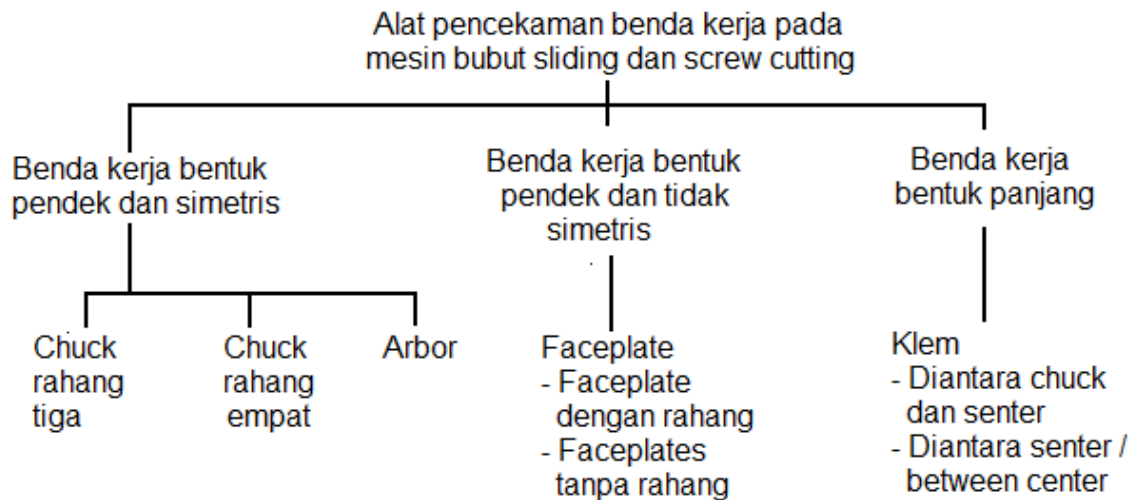 Alat pencekaman benda kerja pada
mesin bubut sliding dan screw cutting
Benda kerja bentuk
pendek dan simetris
Benda kerja bentuk
pendek dan tidak
simetris
Benda kerja
bentuk panjang
Chuck
rahang
tiga
Chuck
rahang
empat
Arbor
Faceplate
- Faceplate
dengan rahang
- Faceplates
tanpa rahang
Klem
- Diantara chuck
dan senter
- Diantara senter /
between center